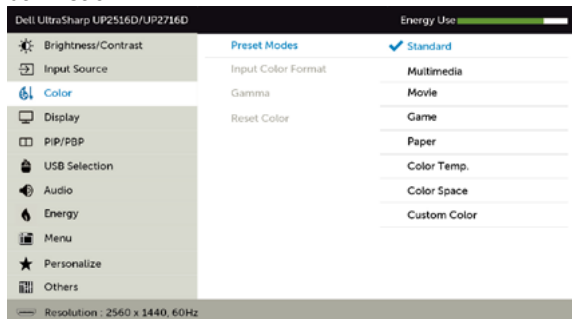 Dell UltraSharp UP2516D/UP2716D Energy Use
Brightness/Contrast Preset Modes Standard
Input Source Input Color Format Multimedia
Color Gamma Movie
Display Reset Color Game
PIP/PBP Paper
USB Selection Color Temp.
Audio Color Space
Energy Custom Color
Menu
Personalize
Others
Resolution : 2560 x 1440, 60Hz